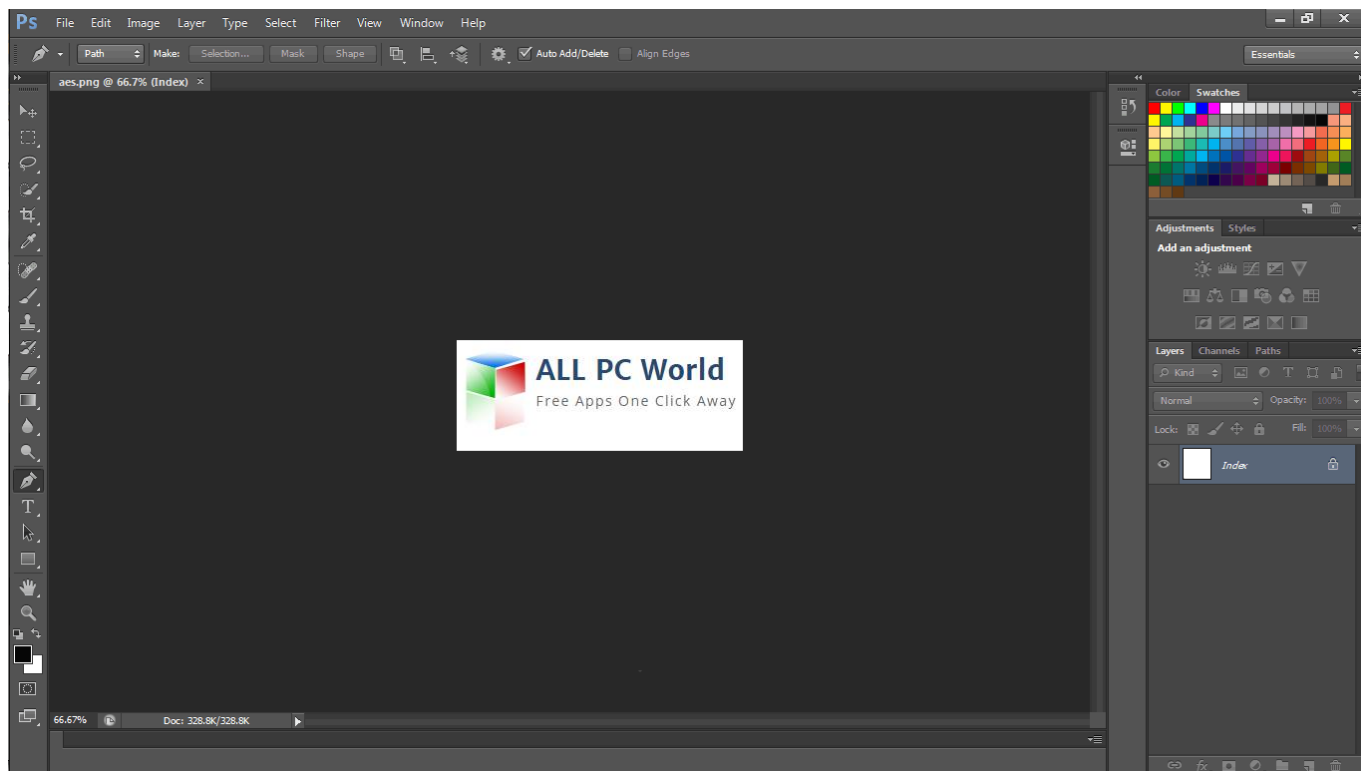 Ps File Edit Image Layer Type Select Filter View Window Help
Path Make: Selection... Mask Shape Auto Add/Delete Align Edges Essentials
aes.png @ 66.7% (Index) ×
Color Swatches
Adjustments Styles
Add an adjustment
ALL PC World
Free Apps One Click Away
Layers Channels Paths
Kind
Normal Opacity: 100%
Lock: Fill: 100%
Index
66.67% Doc: 328.8K/328.8K